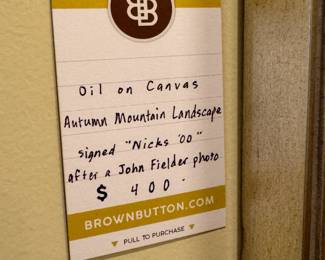 BB
Oil on Canvas
Autumn Mountain Landscape
signed "Nicks '00"
after a John Fielder photo
$ 400-
BROWNBUTTON.COM
PULL TO PURCHASE